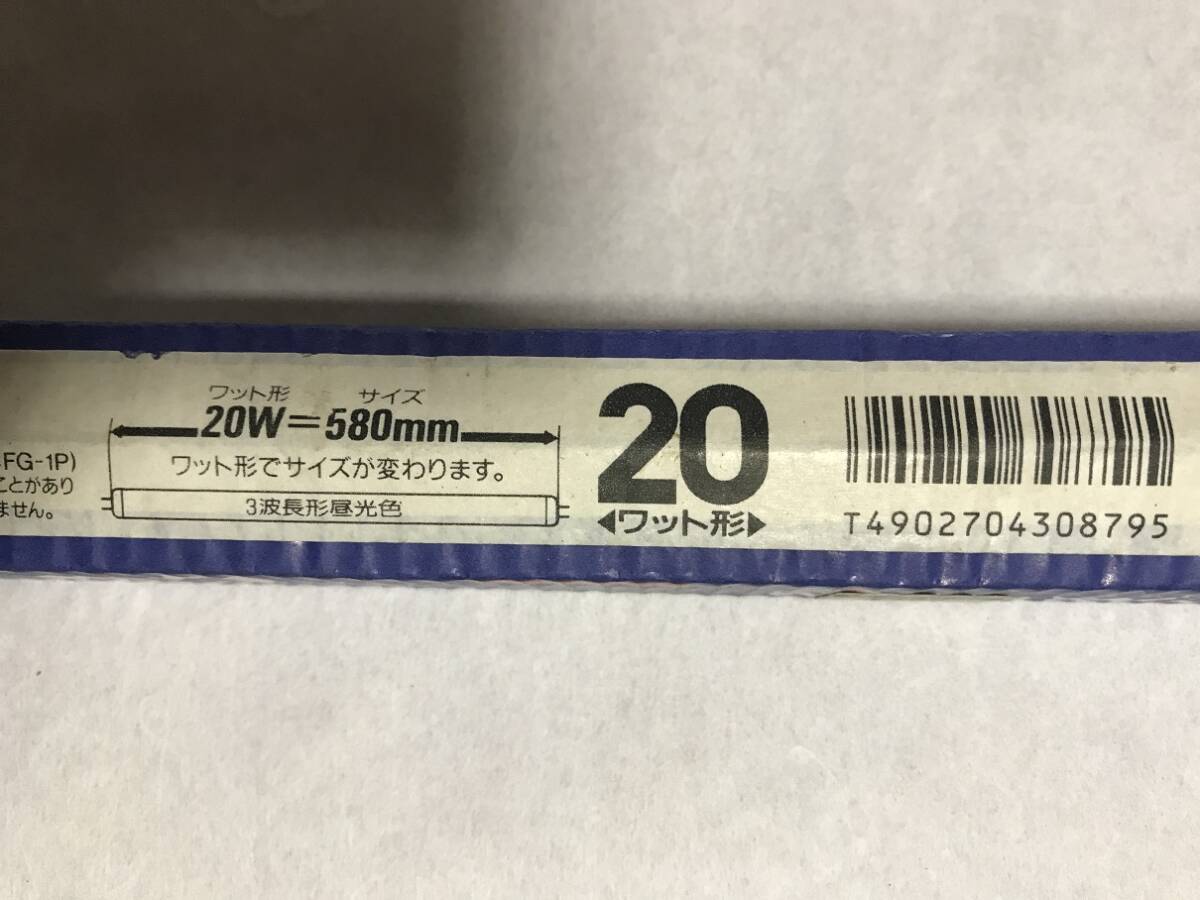 FG-1P)
ことがあり
ません。
ワット形 サイズ
20W=580mm
ワット形でサイズが変わります。
3波長形昼光色
20
◀ワット形▶
T4902704308795